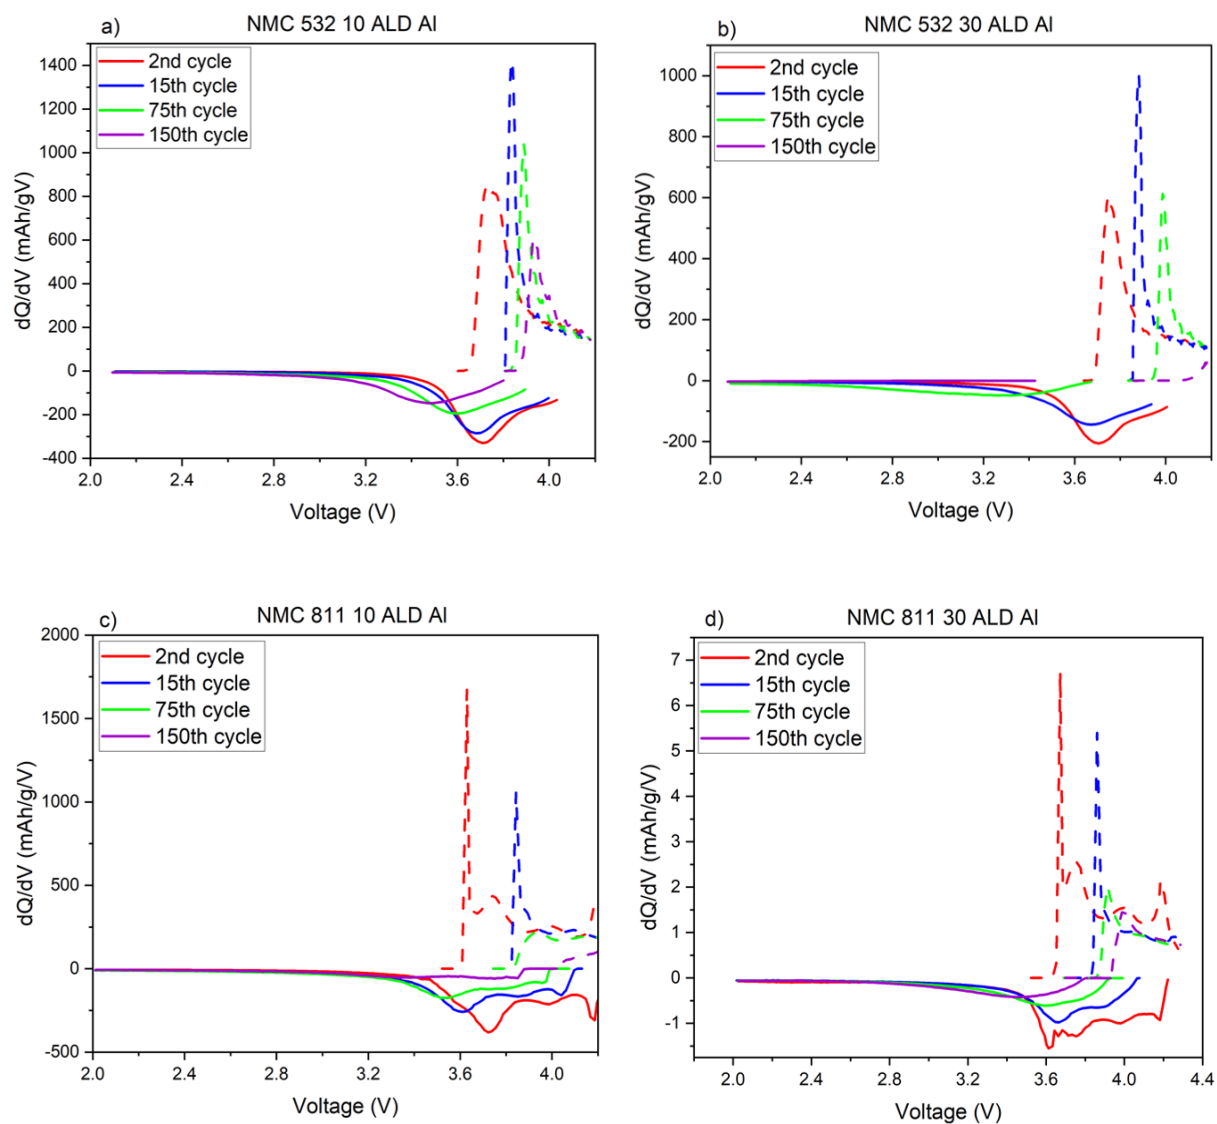 a)
NMC 532 10 ALD Al
2nd cycle
15th cycle
75th cycle
150th cycle
1400
1200
1000
800
600
400
200
0
-200
-400
dQ/dV (mAh/gV)
2.0 2.4 2.8 3.2 3.6 4.0
Voltage (V)
b)
NMC 532 30 ALD Al
2nd cycle
15th cycle
75th cycle
150th cycle
1000
800
600
400
200
0
-200
dQ/dV (mAh/gV)
2.0 2.4 2.8 3.2 3.6 4.0
Voltage (V)
c)
NMC 811 10 ALD Al
2nd cycle
15th cycle
75th cycle
150th cycle
2000
1500
1000
500
0
-500
dQ/dV (mAh/g/V)
2.0 2.4 2.8 3.2 3.6 4.0
Voltage (V)
d)
NMC 811 30 ALD Al
2nd cycle
15th cycle
75th cycle
150th cycle
7
6
5
4
3
2
1
0
-1
dQ/dV (mAh/g/V)
2.0 2.4 2.8 3.2 3.6 4.0 4.4
Voltage (V)